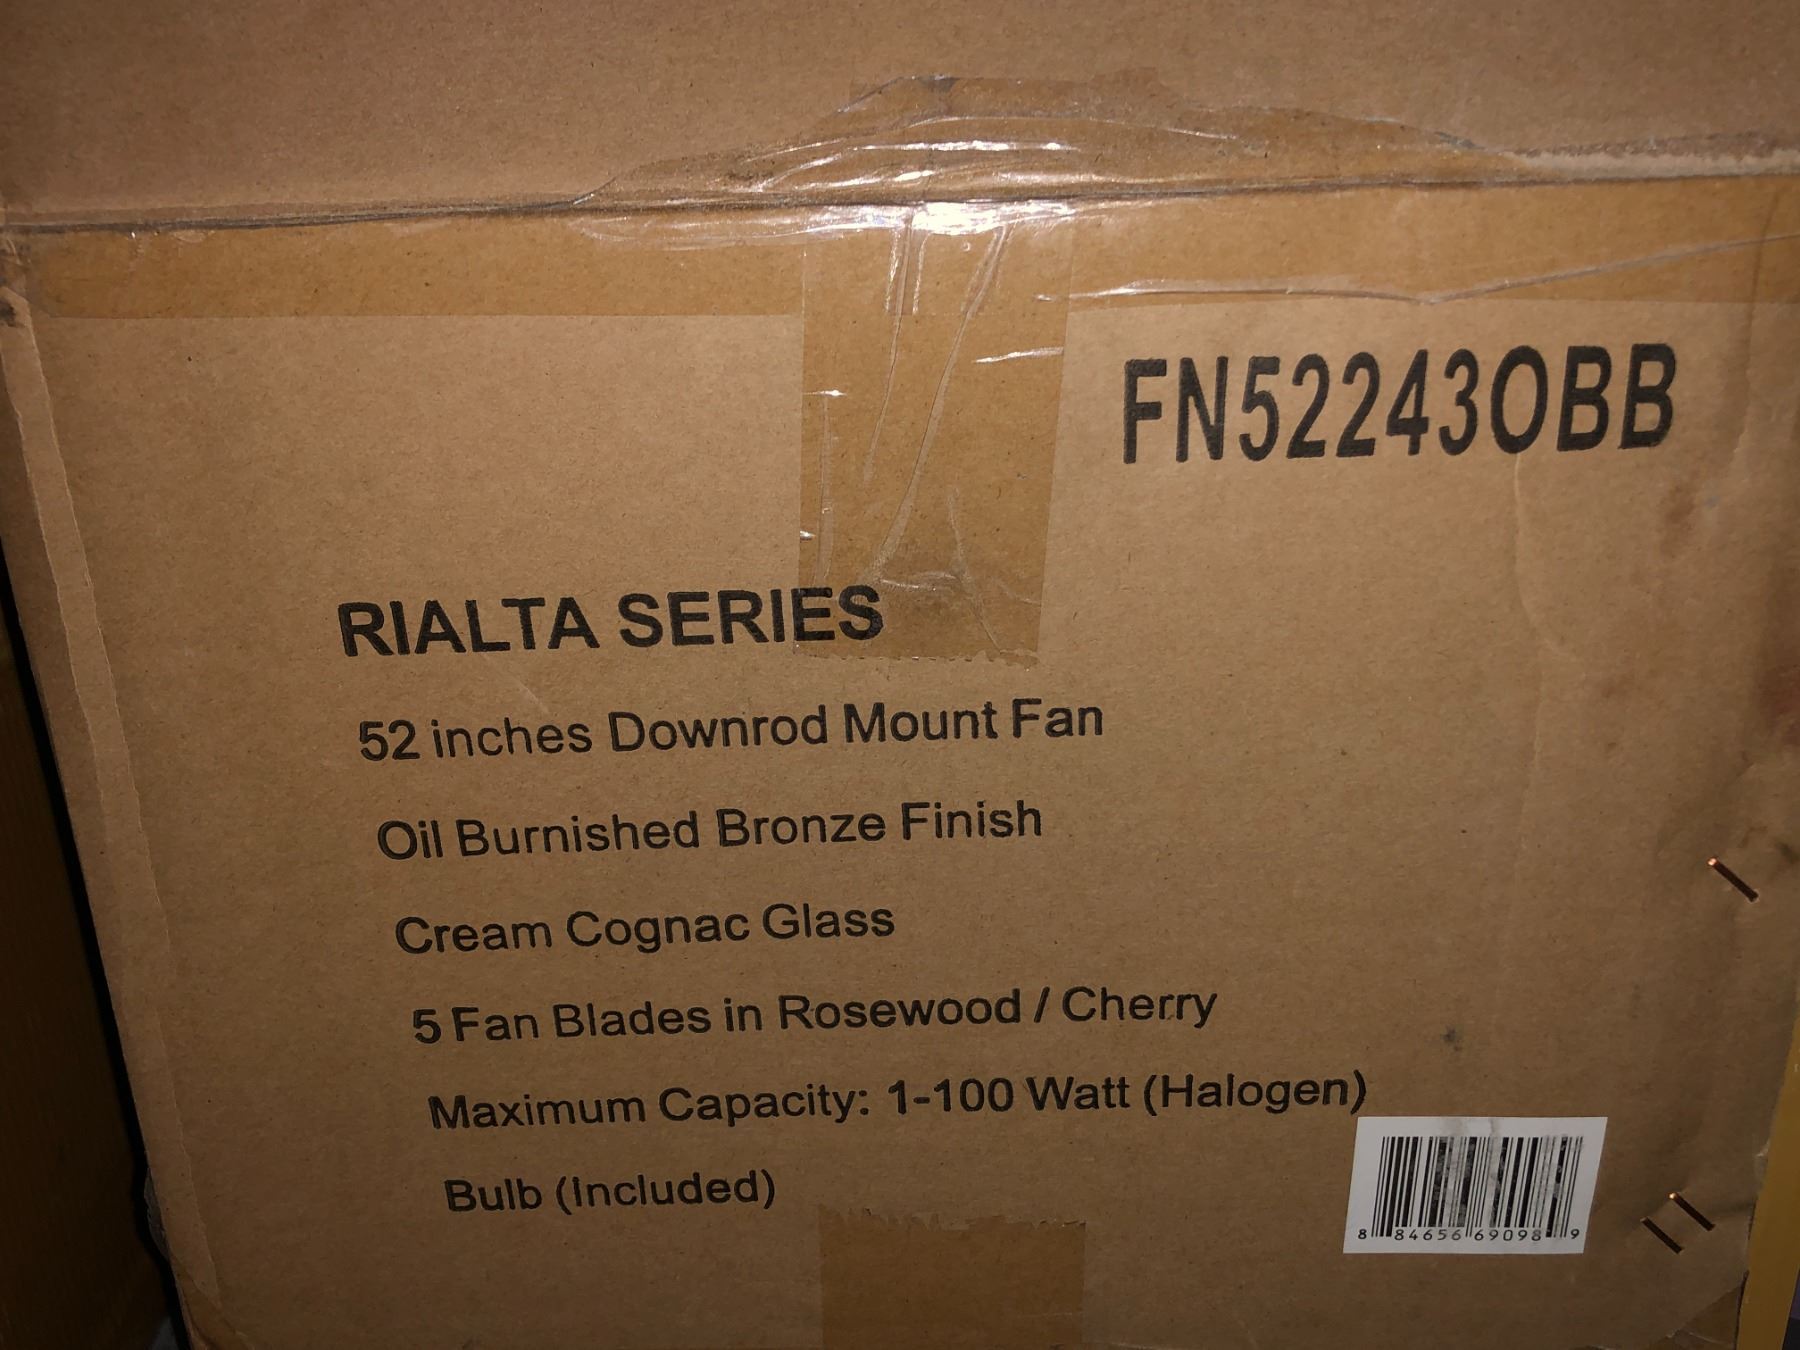 FN52243OBB
RIALTA SERIES
52 inches Downrod Mount Fan
Oil Burnished Bronze Finish
Cream Cognac Glass
5 Fan Blades in Rosewood / Cherry
Maximum Capacity: 1-100 Watt (Halogen)
Bulb (Included)
8 84656 69098 9